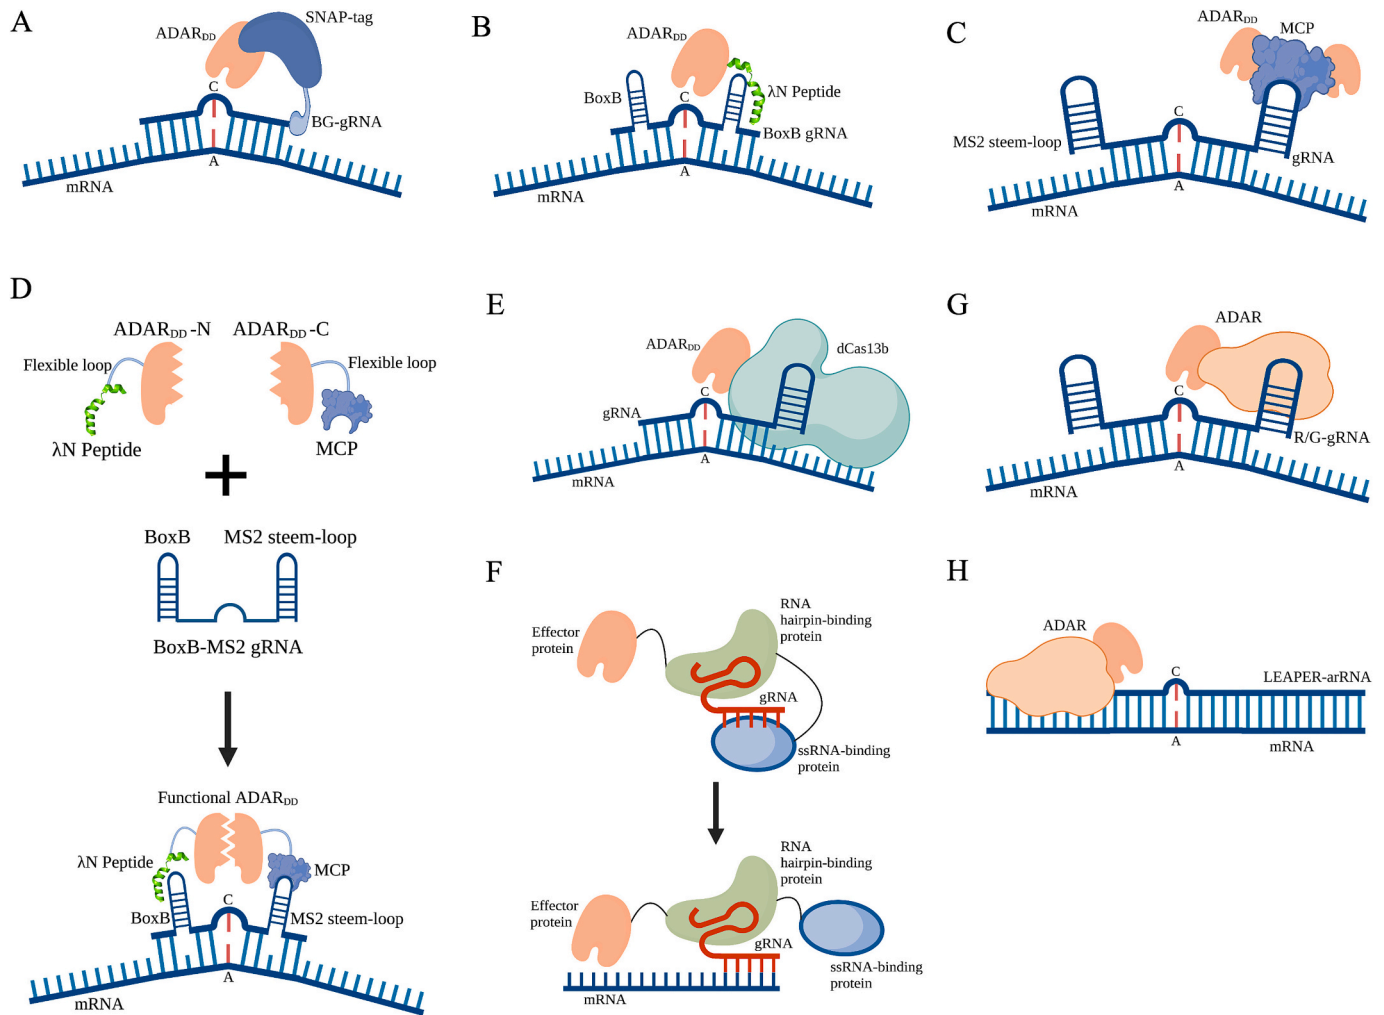 A
SNAP-tag
ADARDD
C
BG-gRNA
A
mRNA
B
ADARDD
BoxB
λN Peptide
C
BoxB gRNA
A
mRNA
C
ADARDD
MCP
C
MS2 steem-loop
gRNA
A
mRNA
D
ADARDD -N
ADARDD -C
Flexible loop
Flexible loop
λN Peptide
MCP
+
BoxB
MS2 steem-loop
BoxB-MS2 gRNA
Functional ADARDD
λN Peptide
MCP
C
BoxB
MS2 steem-loop
A
mRNA
E
ADARDD
dCas13b
C
gRNA
A
mRNA
F
RNA
hairpin-binding
protein
Effector
protein
gRNA
ssRNA-binding
protein
RNA
hairpin-binding
protein
Effector
protein
gRNA
ssRNA-binding
protein
mRNA
G
ADAR
C
R/G-gRNA
A
mRNA
H
ADAR
C
LEAPER-arRNA
A
mRNA